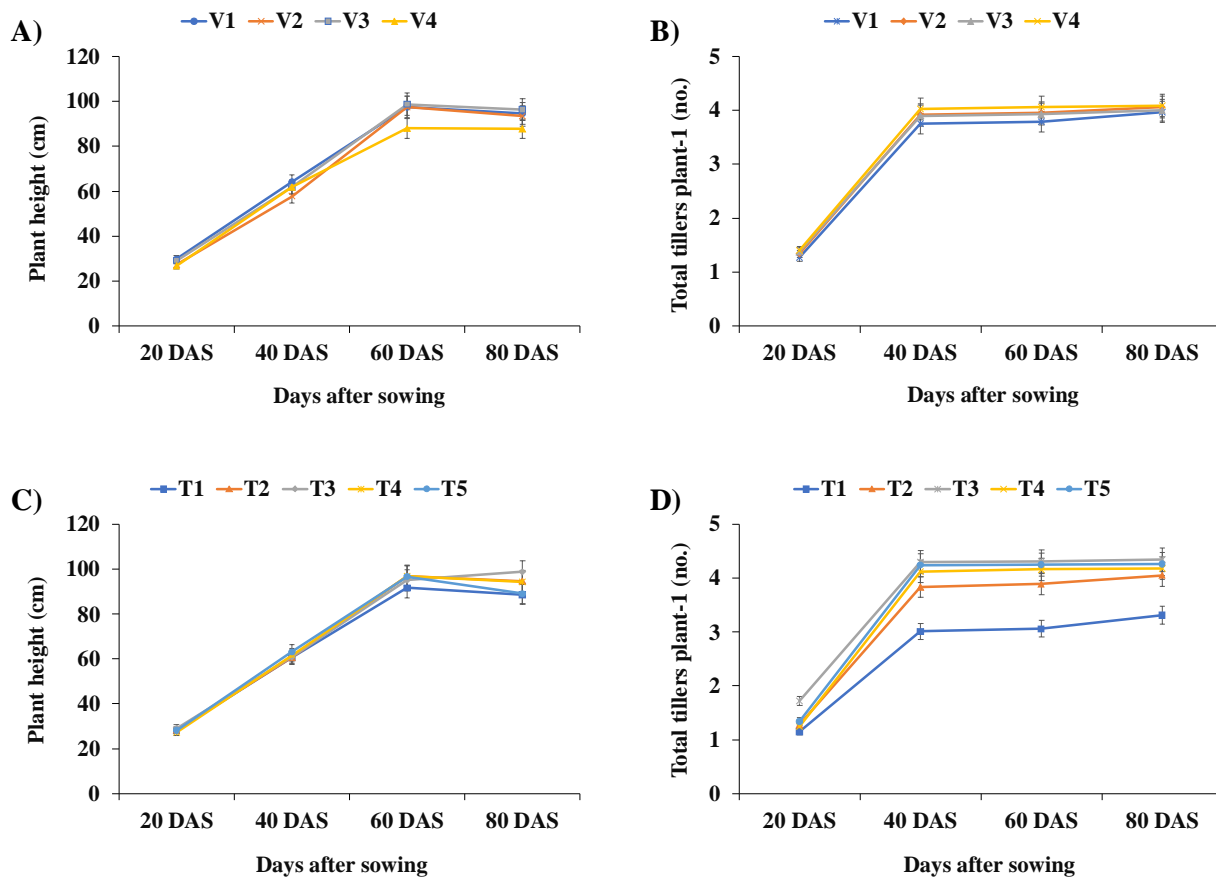 A)
V1 V2 V3 V4
Plant height (cm)
120
100
80
60
40
20
0
20 DAS 40 DAS 60 DAS 80 DAS
Days after sowing
B)
V1 V2 V3 V4
Total tillers plant-1 (no.)
5
4
3
2
1
0
20 DAS 40 DAS 60 DAS 80 DAS
Days after sowing
C)
T1 T2 T3 T4 T5
Plant height (cm)
120
100
80
60
40
20
0
20 DAS 40 DAS 60 DAS 80 DAS
Days after sowing
D)
T1 T2 T3 T4 T5
Total tillers plant-1 (no.)
5
4
3
2
1
0
20 DAS 40 DAS 60 DAS 80 DAS
Days after sowing